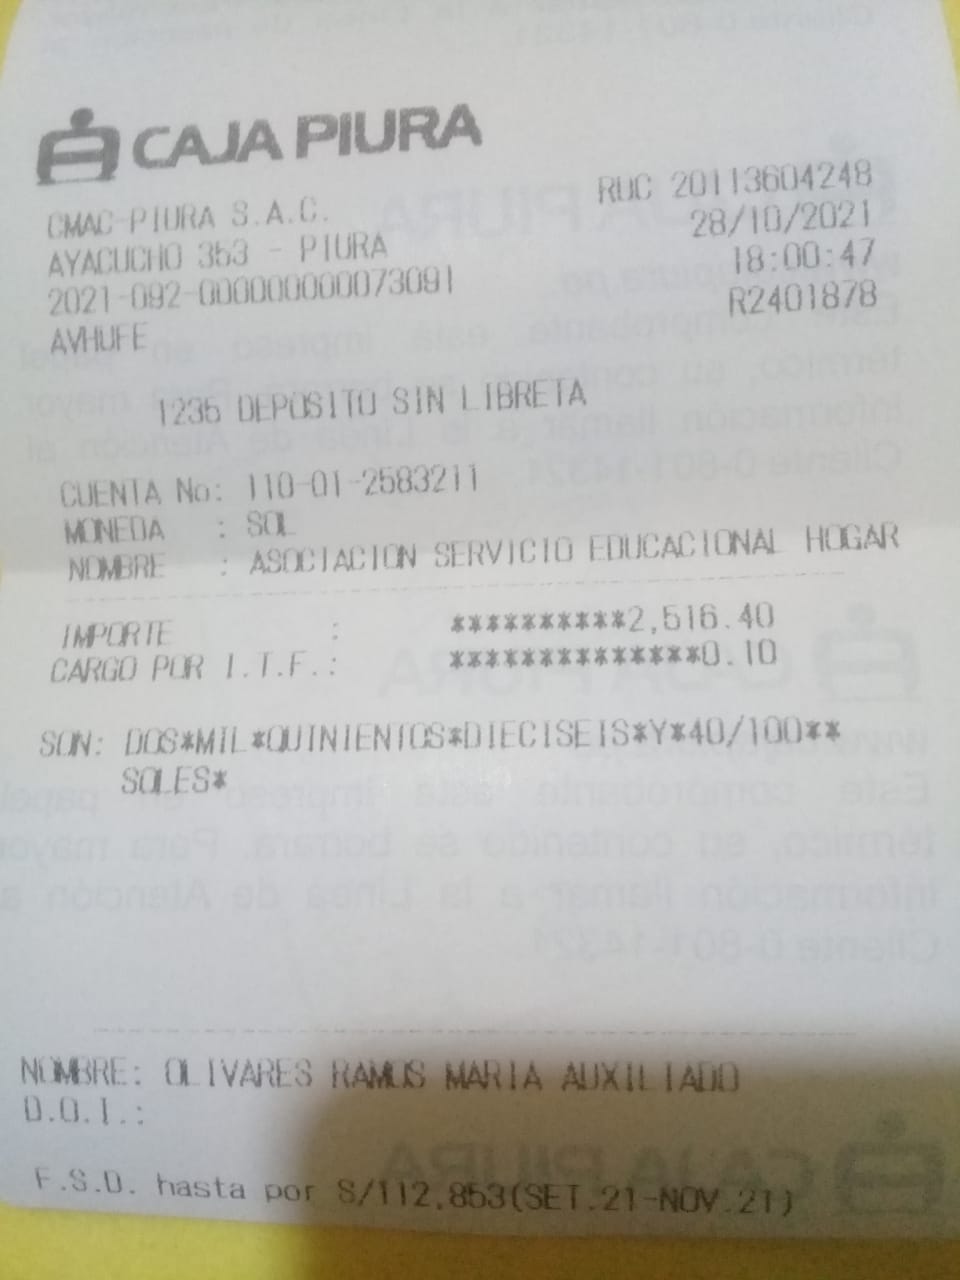 CAJA PIURA
CMAC-PIURA S.A.C. RUC 20113604248
AYACUCHO 353 - PIURA 28/10/2021
2021-092-000000000073091 18:00:47
AVHUFE R2401878
1235 DEPOSITO SIN LIBRETA
CUENTA No: 110-01-2583211
MONEDA : SOL
NOMBRE : ASOCIACION SERVICIO EDUCACIONAL HOGAR
IMPORTE : **********2,516.40
CARGO POR I.T.F.: **************0.10
SON: DOS*MIL*QUINIENTOS*DIECISEIS*Y*40/100**
SOLES*
NOMBRE: OLIVARES RAMOS MARIA AUXILIADO
D.O.I.:
F.S.D. hasta por S/112,853(SET.21-NOV.21)